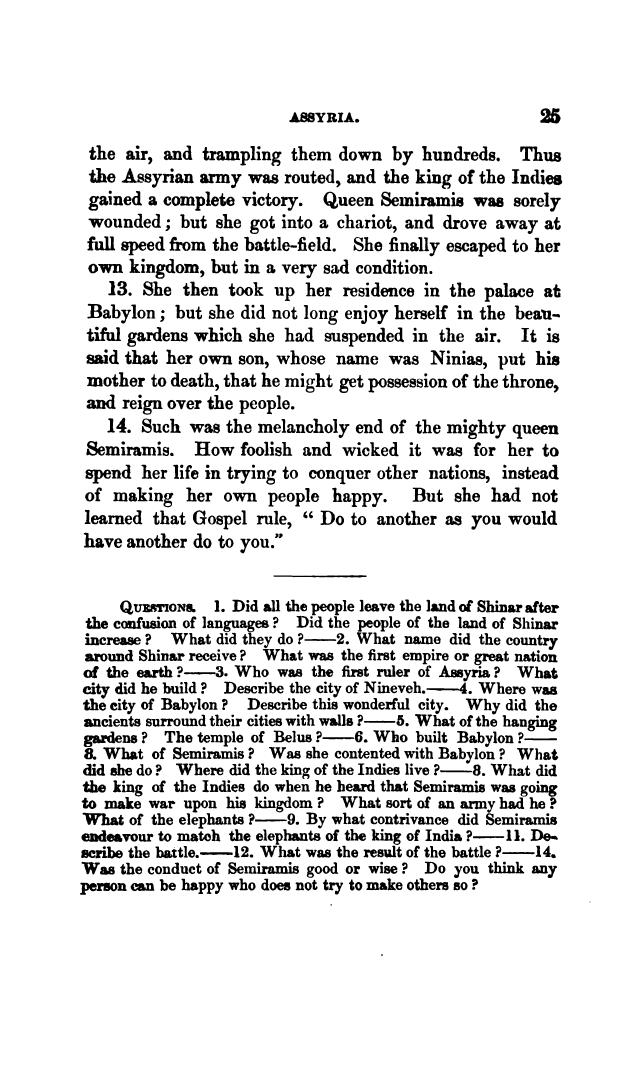 ASSYRIA. 25
the air, and trampling them down by hundreds. Thus
the Assyrian army was routed, and the king of the Indies
gained a complete victory. Queen Semiramis was sorely
wounded; but she got into a chariot, and drove away at
full speed from the battle-field. She finally escaped to her
own kingdom, but in a very sad condition.
13. She then took up her residence in the palace at
Babylon; but she did not long enjoy herself in the beau-
tiful gardens which she had suspended in the air. It is
said that her own son, whose name was Ninias, put his
mother to death, that he might get possession of the throne,
and reign over the people.
14. Such was the melancholy end of the mighty queen
Semiramis. How foolish and wicked it was for her to
spend her life in trying to conquer other nations, instead
of making her own people happy. But she had not
learned that Gospel rule, “ Do to another as you would
have another do to you.”
QUESTIONS. 1. Did all the people leave the land of Shinar after
the confusion of languages? Did the people of the land of Shinar
increase? What did they do?——2. What name did the country
around Shinar receive? What was the first empire or great nation
of the earth?——3. Who was the first ruler of Assyria? What
city did he build? Describe the city of Nineveh.——4. Where was
the city of Babylon? Describe this wonderful city. Why did the
ancients surround their cities with walls?——5. What of the hanging
gardens? The temple of Belus?——6. Who built Babylon?——
8. What of Semiramis? Was she contented with Babylon? What
did she do? Where did the king of the Indies live?——8. What did
the king of the Indies do when he heard that Semiramis was going
to make war upon his kingdom? What sort of an army had he?
What of the elephants?——9. By what contrivance did Semiramis
endeavour to match the elephants of the king of India?——11. De-
scribe the battle.——12. What was the result of the battle?——14.
Was the conduct of Semiramis good or wise? Do you think any
person can be happy who does not try to make others so?